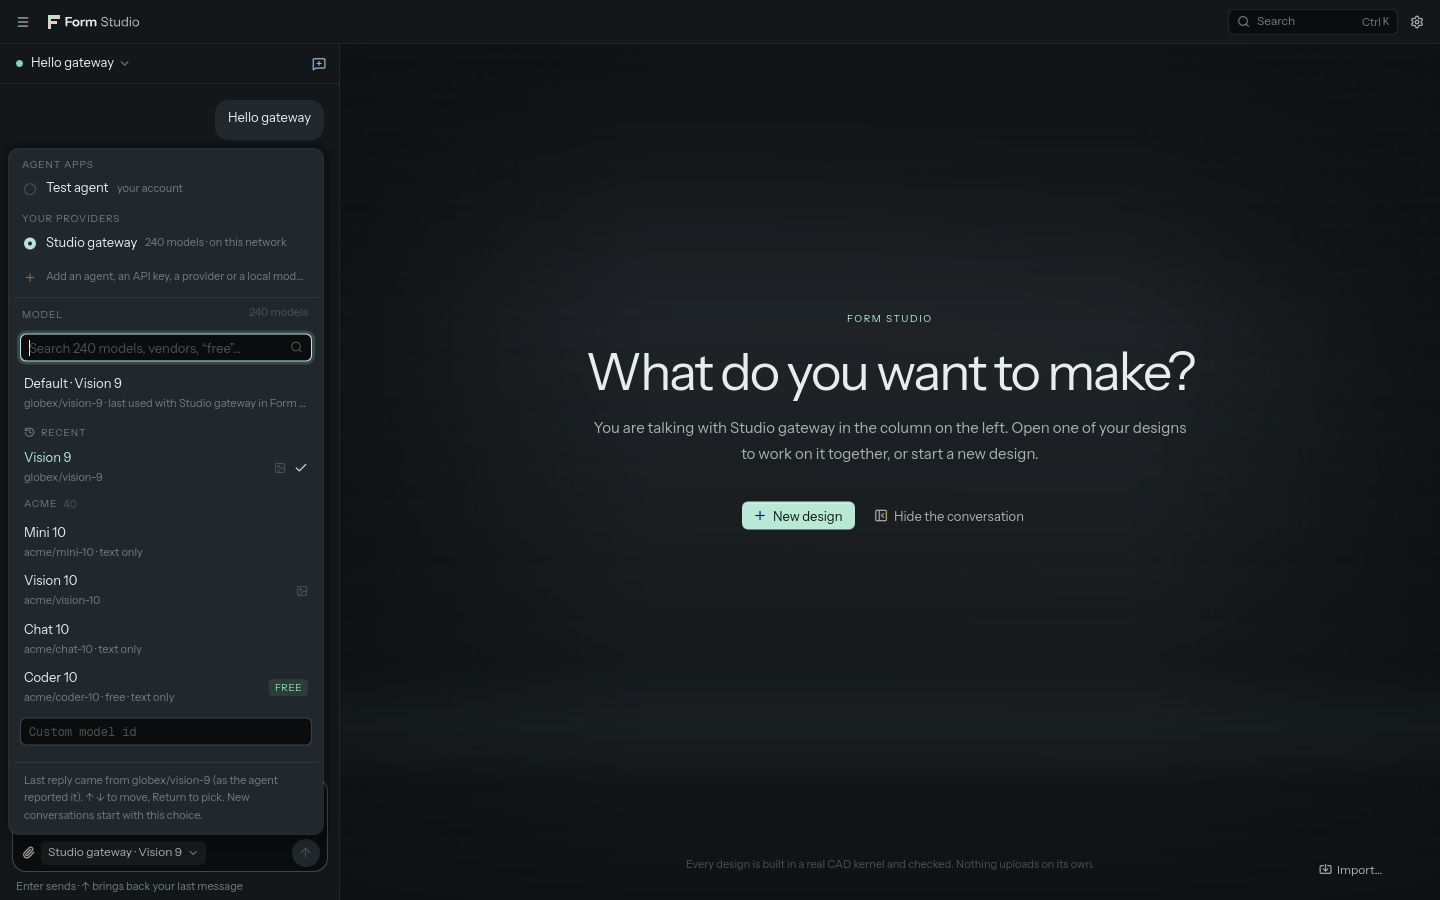 Form Studio
Search
Ctrl K
Hello gateway
Hello gateway
AGENT APPS
Test agent your account
YOUR PROVIDERS
Studio gateway 240 models · on this network
Add an agent, an API key, a provider or a local mod...
MODEL
240 models
Search 240 models, vendors, “free”...
Default · Vision 9
globex/vision-9 · last used with Studio gateway in Form ...
RECENT
Vision 9
globex/vision-9
ACME 40
Mini 10
acme/mini-10 · text only
Vision 10
acme/vision-10
Chat 10
acme/chat-10 · text only
Coder 10
acme/coder-10 · free · text only
FREE
Custom model id
Last reply came from globex/vision-9 (as the agent
reported it). ↑ ↓ to move, Return to pick. New
conversations start with this choice.
Studio gateway · Vision 9
Enter sends · ↑ brings back your last message
FORM STUDIO
What do you want to make?
You are talking with Studio gateway in the column on the left. Open one of your designs
to work on it together, or start a new design.
New design
Hide the conversation
Every design is built in a real CAD kernel and checked. Nothing uploads on its own.
Import...